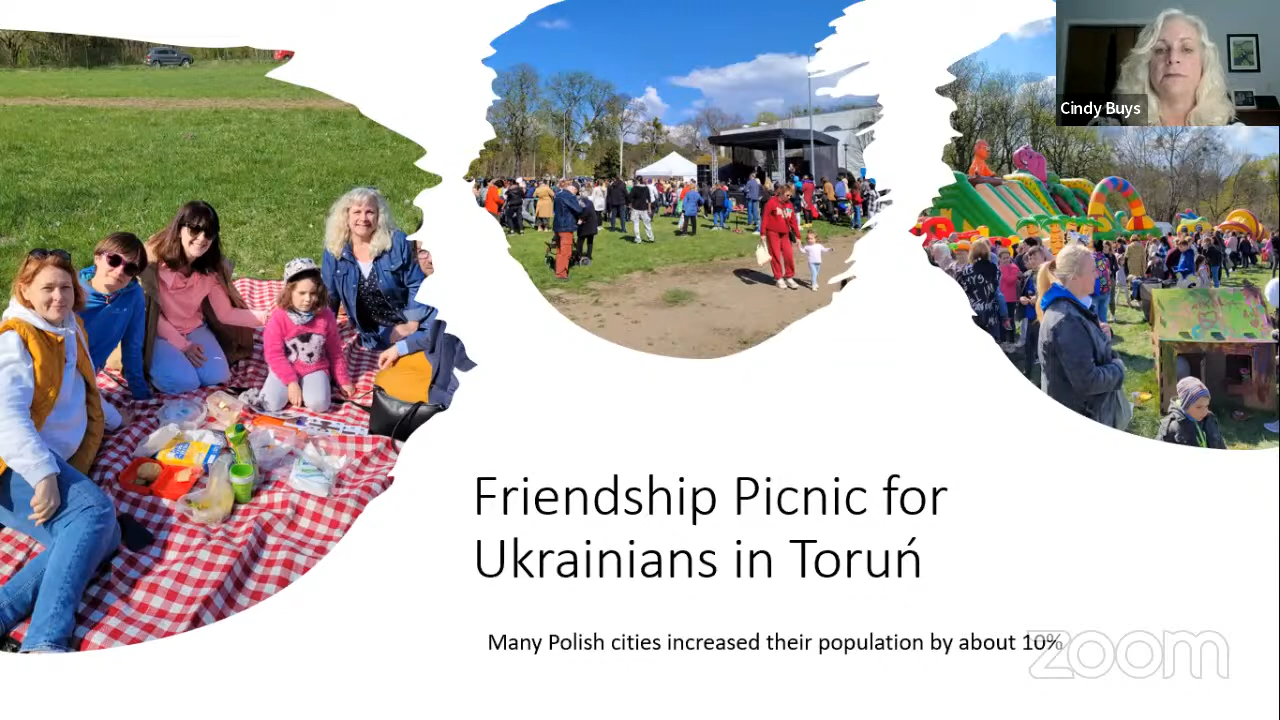 Cindy Buys
Friendship Picnic for
Ukrainians in Toruń
Many Polish cities increased their population by about 10%
zoom